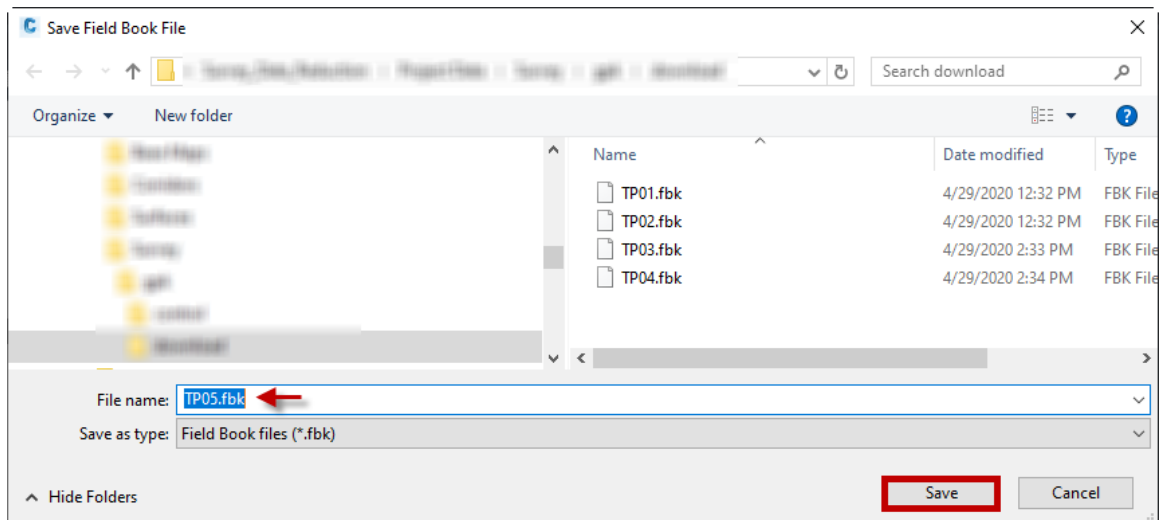 Save Field Book File
Search download
Organize New folder
Name Date modified Type
TP01.fbk 4/29/2020 12:32 PM FBK File
TP02.fbk 4/29/2020 12:32 PM FBK File
TP03.fbk 4/29/2020 2:33 PM FBK File
TP04.fbk 4/29/2020 2:34 PM FBK File
File name: TP05.fbk
Save as type: Field Book files (*.fbk)
Hide Folders Save Cancel